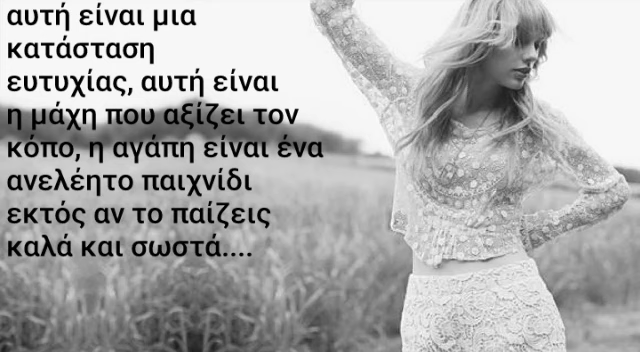 αυτή είναι μια
κατάσταση
ευτυχίας, αυτή είναι
η μάχη που αξίζει τον
κόπο, η αγάπη είναι ένα
ανελέητο παιχνίδι
εκτός αν το παίζεις
καλά και σωστά....